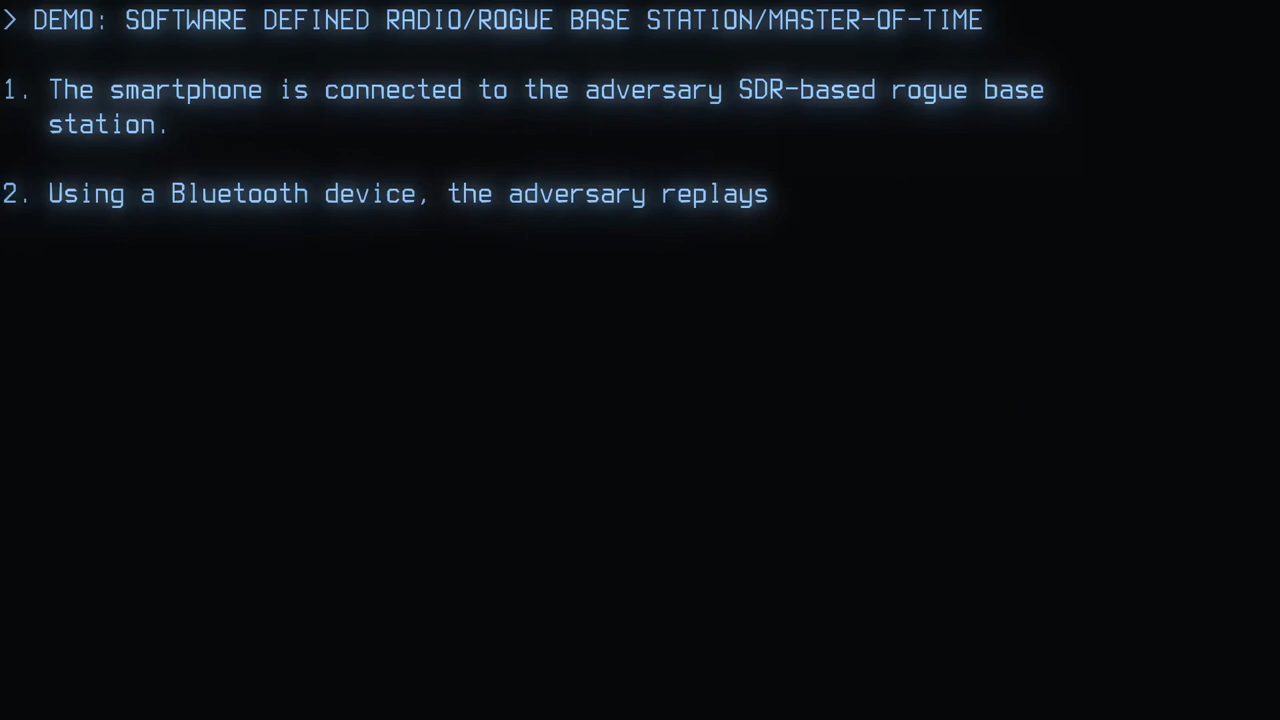 > DEMO: SOFTWARE DEFINED RADIO/ROGUE BASE STATION/MASTER-OF-TIME
1. The smartphone is connected to the adversary SDR-based rogue base
station.
2. Using a Bluetooth device, the adversary replays